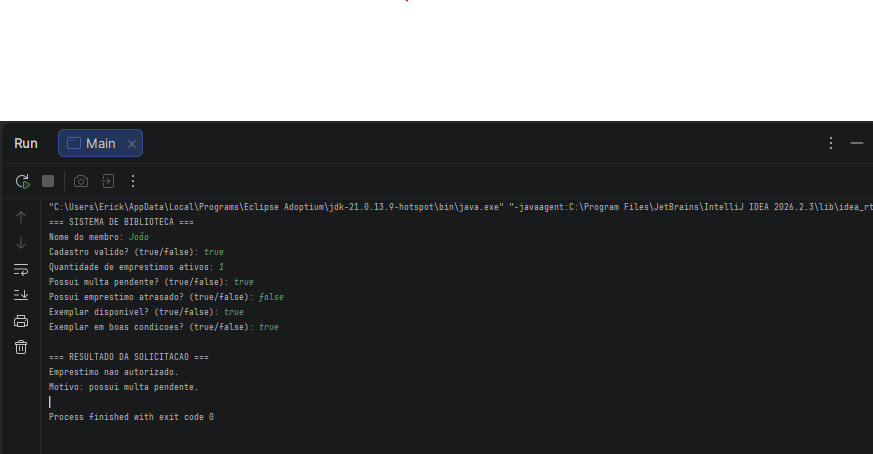 Run
Main
"C:\Users\Erick\AppData\Local\Programs\Eclipse Adoptium\jdk-21.0.13.9-hotspot\bin\java.exe" "-javaagent:C:\Program Files\JetBrains\IntelliJ IDEA 2026.2.3\lib\idea_rt
=== SISTEMA DE BIBLIOTECA ===
Nome do membro: João
Cadastro valido? (true/false): true
Quantidade de emprestimos ativos: 1
Possui multa pendente? (true/false): true
Possui emprestimo atrasado? (true/false): false
Exemplar disponivel? (true/false): true
Exemplar em boas condicoes? (true/false): true
=== RESULTADO DA SOLICITACAO ===
Emprestimo nao autorizado.
Motivo: possui multa pendente.
Process finished with exit code 0